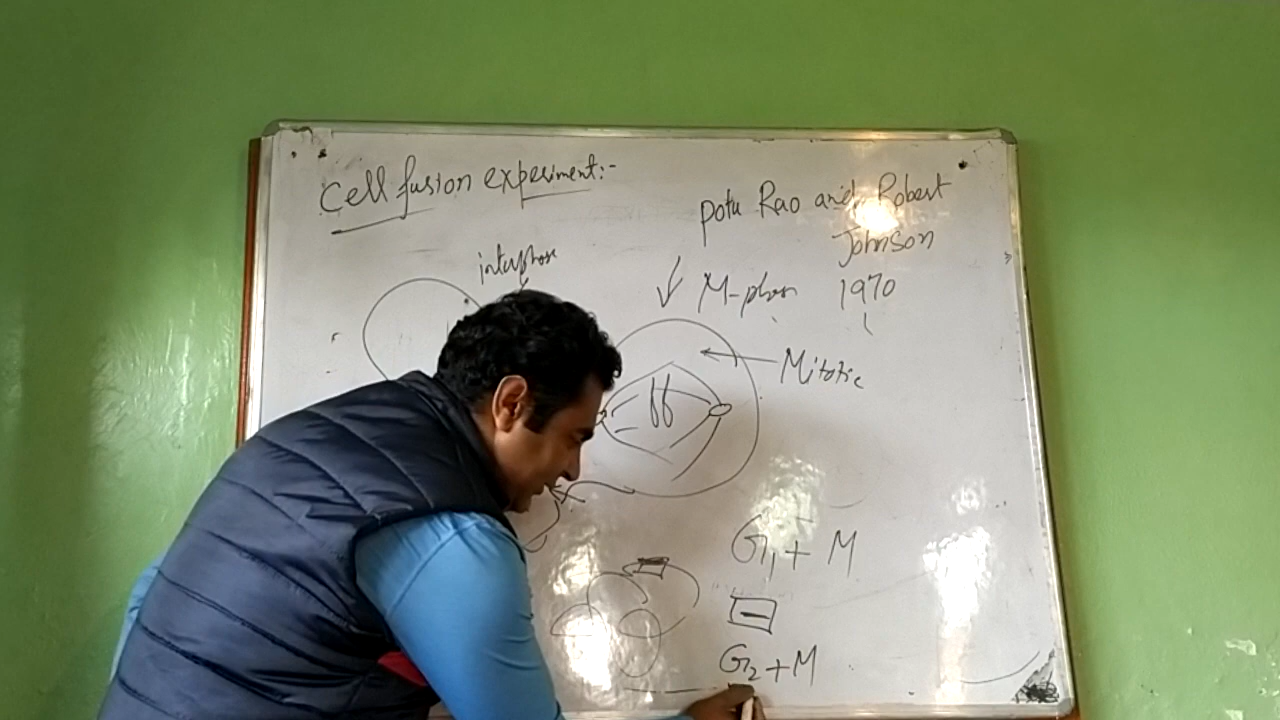 Cell fusion experiment:-
Potu Rao and Robert
Johnson
interphase
M-phase 1970
Mitotic
G1 + M
G2 + M